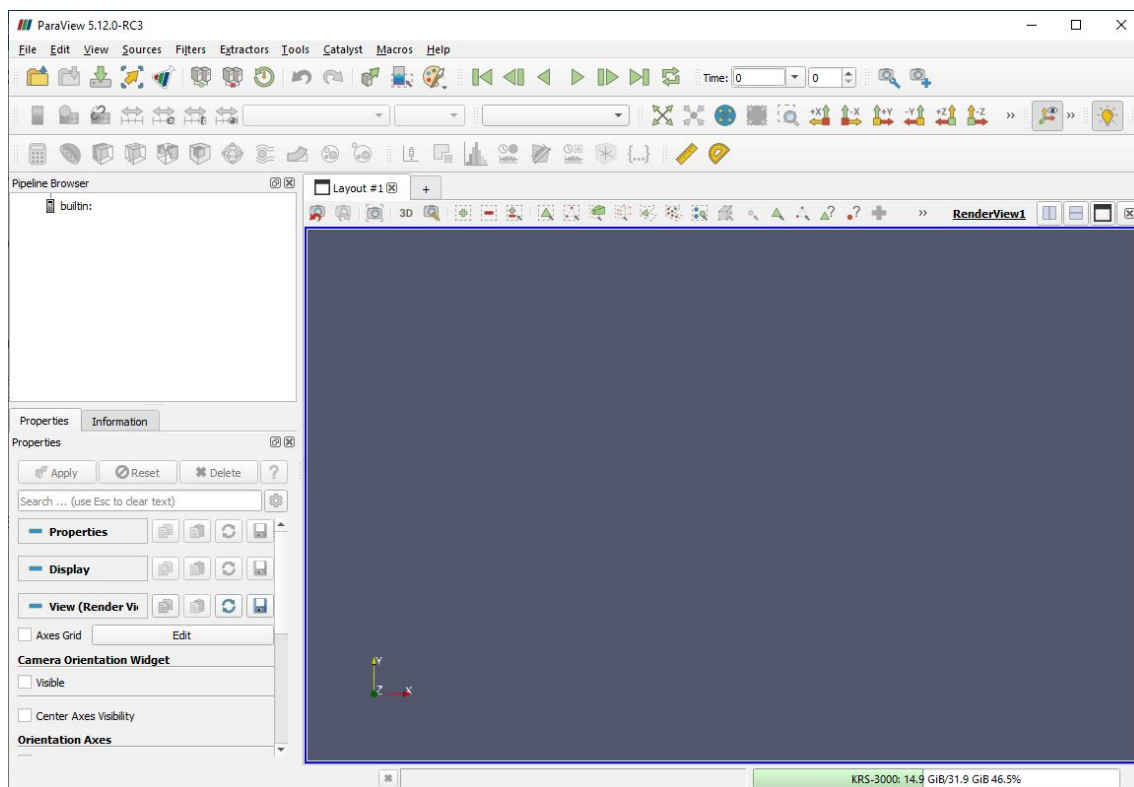 ParaView 5.12.0-RC3
File Edit View Sources Filters Extractors Tools Catalyst Macros Help
Time: 0 0
+X -X +Y -Y +Z -Z » »
{...}
Pipeline Browser
builtin:
Layout #1 +
3D ? ? » RenderView1
Properties Information
Properties
Apply Reset Delete ?
Search ... (use Esc to clear text)
Properties
Display
View (Render Vi
Axes Grid Edit
Camera Orientation Widget
Visible
Center Axes Visibility
Orientation Axes
Y
Z X
KRS-3000: 14.9 GiB/31.9 GiB 46.5%